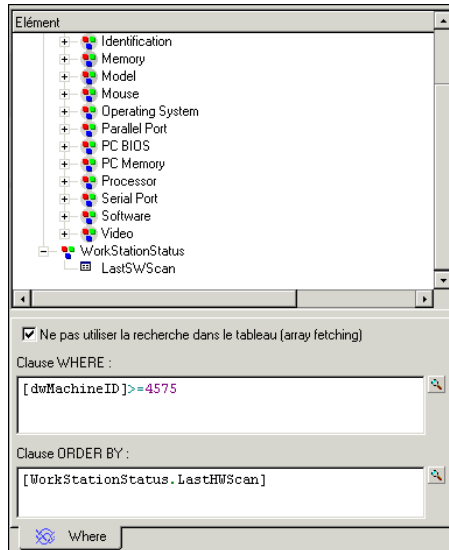 Elément
Identification
Memory
Model
Mouse
Operating System
Parallel Port
PC BIOS
PC Memory
Processor
Serial Port
Software
Video
WorkStationStatus
LastSWScan
Ne pas utiliser la recherche dans le tableau (array fetching)
Clause WHERE :
[dwMachineID]>=4575
Clause ORDER BY :
[WorkStationStatus.LastHWScan]
Where